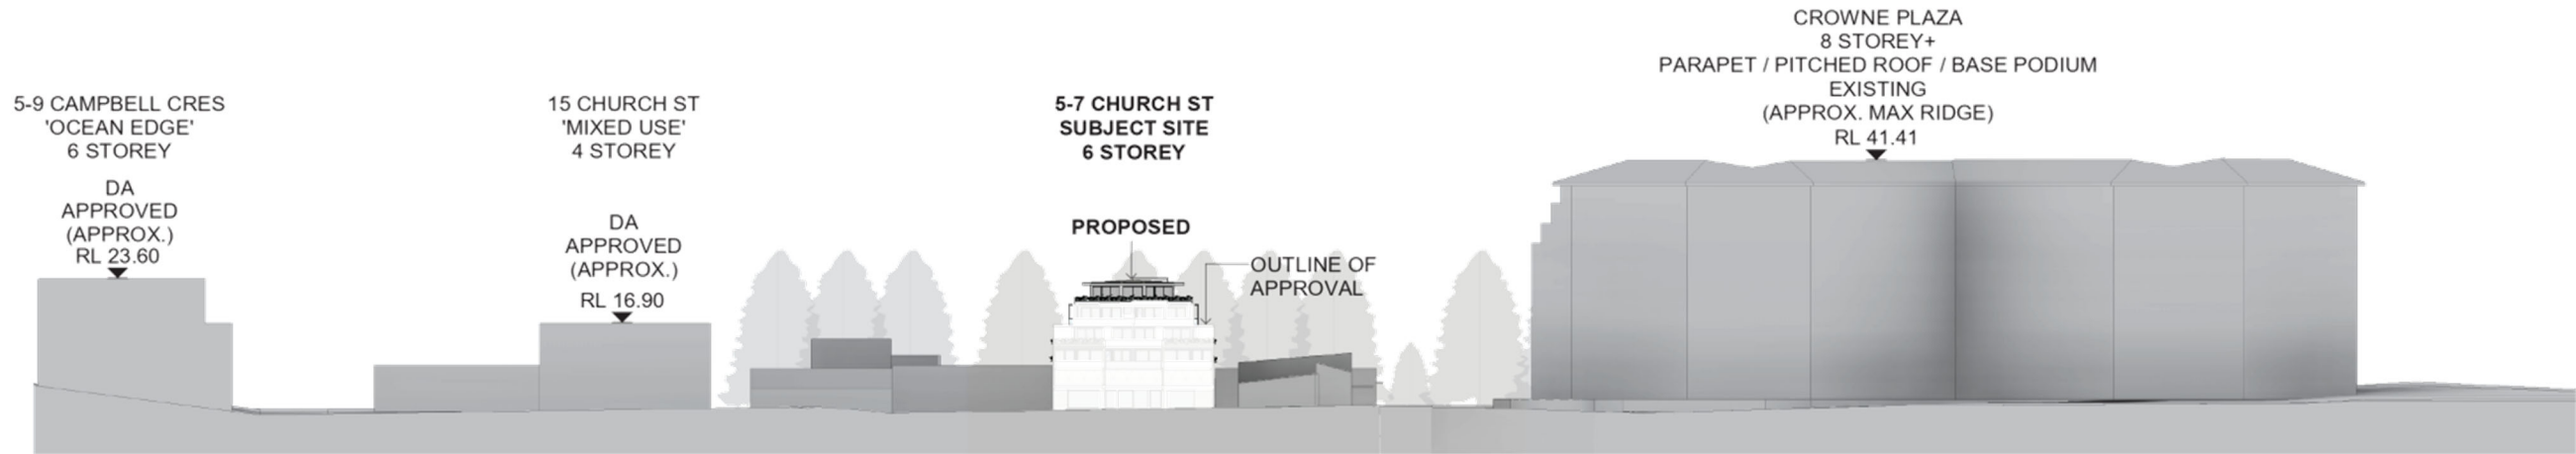 5-9 CAMPBELL CRES
'OCEAN EDGE'
6 STOREY
DA
APPROVED
(APPROX.)
RL 23.60
15 CHURCH ST
'MIXED USE'
4 STOREY
DA
APPROVED
(APPROX.)
RL 16.90
5-7 CHURCH ST
SUBJECT SITE
6 STOREY
PROPOSED
OUTLINE OF
APPROVAL
CROWNE PLAZA
8 STOREY+
PARAPET / PITCHED ROOF / BASE PODIUM
EXISTING
(APPROX. MAX RIDGE)
RL 41.41